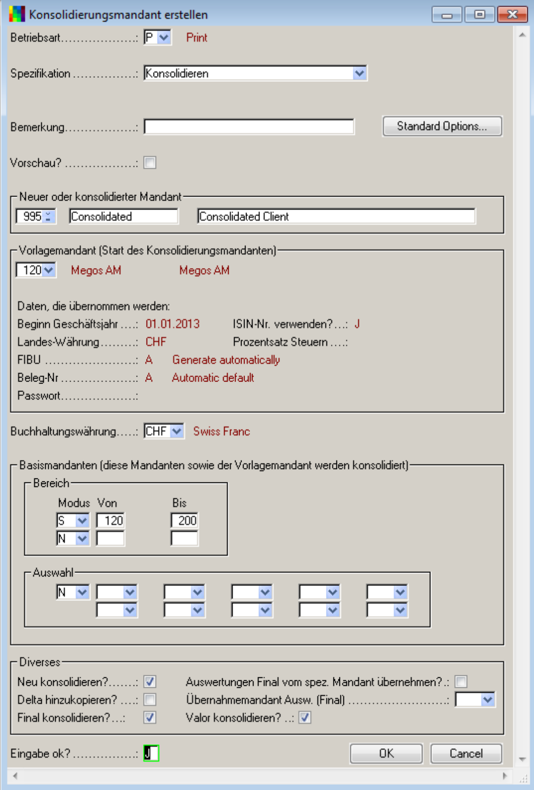 Konsolidierungsmandant erstellen
Betriebsart....................: P Print
Spezifikation ................: Konsolidieren
Bemerkung..................: Standard Options...
Vorschau? ..................:
Neuer oder konsolidierter Mandant
995 Consolidated Consolidated Client
Vorlagemandant (Start des Konsolidierungsmandanten)
120 Megos AM Megos AM
Daten, die übernommen werden:
Beginn Geschäftsjahr ....: 01.01.2013 ISIN-Nr. verwenden?...: J
Landes-Währung.........: CHF Prozentsatz Steuern ....:
FIBU .......................: A Generate automatically
Beleg-Nr ...................: A Automatic default
Passwort...................:
Buchhaltungswährung.....: CHF Swiss Franc
Basismandanten (diese Mandanten sowie der Vorlagemandant werden konsolidiert)
Bereich
Modus Von Bis
S 120 200
N
Auswahl
N
Diverses
Neu konsolidieren?.......: Auswertungen Final vom spez. Mandant übernehmen?.:
Delta hinzukopieren? ....: Übernahmemandant Ausw. (Final) ........................:
Final konsolidieren?...: Valor konsolidieren? ..:
Eingabe ok?................: J OK Cancel